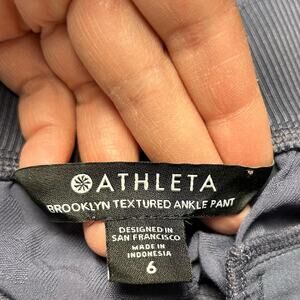 ATHLETA
BROOKLYN TEXTURED ANKLE PANT
DESIGNED IN
SAN FRANCISCO
MADE IN
INDONESIA
6